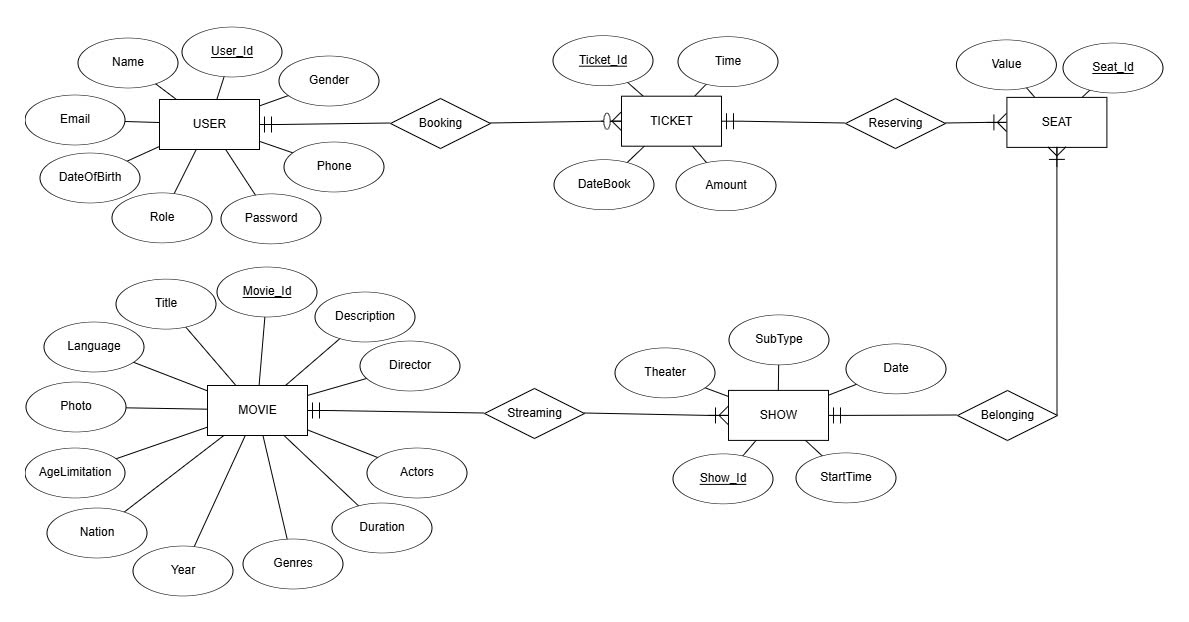 User_Id
Name
Gender
Email
USER
Phone
DateOfBirth
Role
Password
Booking
Ticket_Id
Time
TICKET
DateBook
Amount
Reserving
Value
Seat_Id
SEAT
Movie_Id
Title
Description
Language
Director
Photo
MOVIE
AgeLimitation
Actors
Nation
Duration
Year
Genres
Streaming
SubType
Theater
Date
SHOW
Show_Id
StartTime
Belonging